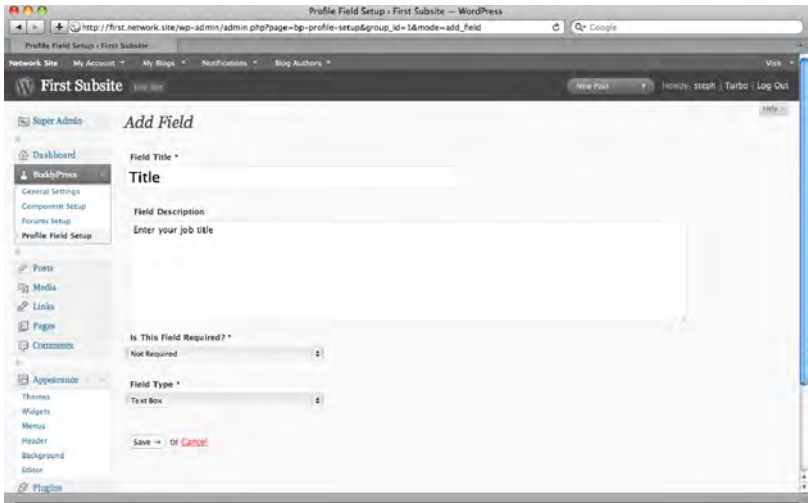 Profile Field Setup ‹ First Subsite — WordPress
http://first.network.site/wp-admin/admin.php?page=bp-profile-setup&group_id=1&mode=add_field
Google
Profile Field Setup ‹ First Subsite
Network Site My Account My Blogs Notifications Blog Authors Visit
First Subsite New Post Howdy, steph | Turbo | Log Out
Help
Super Admin
Add Field
Dashboard
Field Title *
BuddyPress
Title
General Settings
Component Setup
Field Description
Forums Setup
Enter your job title
Profile Field Setup
Posts
Media
Links
Pages
Is This Field Required? *
Comments
Not Required
Appearance
Field Type *
Themes
Text Box
Widgets
Menus
Header
Save → or Cancel
Background
Editor
Plugins